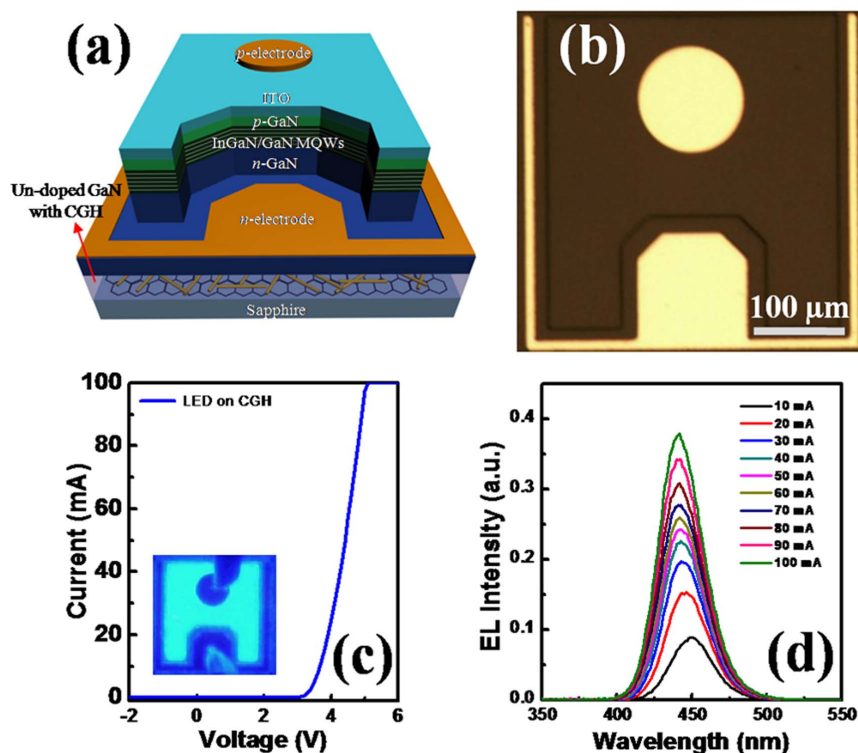 (a)
p-electrode
ITO
p-GaN
InGaN/GaN MQWs
n-GaN
Un-doped GaN
with CGH
n-electrode
Sapphire
(b)
100 µm
100
80
60
40
20
0
Current (mA)
LED on CGH
(c)
-2
0
2
4
6
Voltage (V)
0.4
0.3
0.2
0.1
0.0
EL Intensity (a.u.)
10 mA
20 mA
30 mA
40 mA
50 mA
60 mA
70 mA
80 mA
90 mA
100 mA
(d)
350
400
450
500
550
Wavelength (nm)